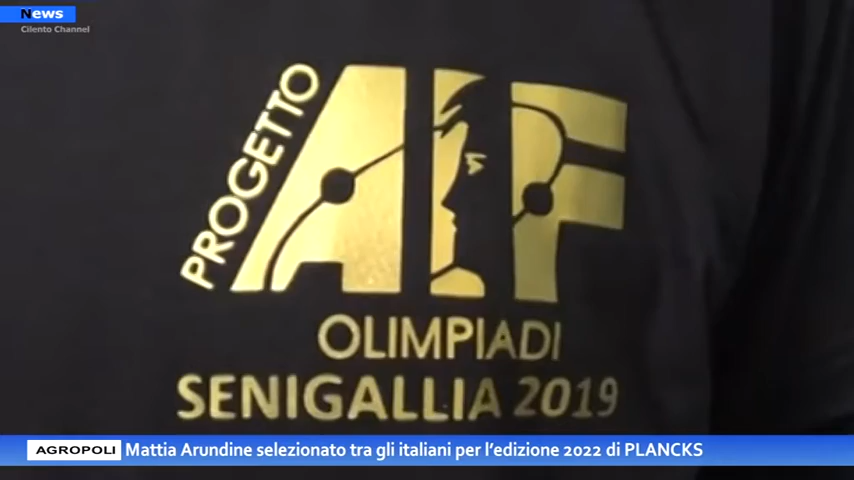 News
Cilento Channel
PROGETTO
AIF
OLIMPIADI
SENIGALLIA 2019
AGROPOLI Mattia Arundine selezionato tra gli italiani per l'edizione 2022 di PLANCKS